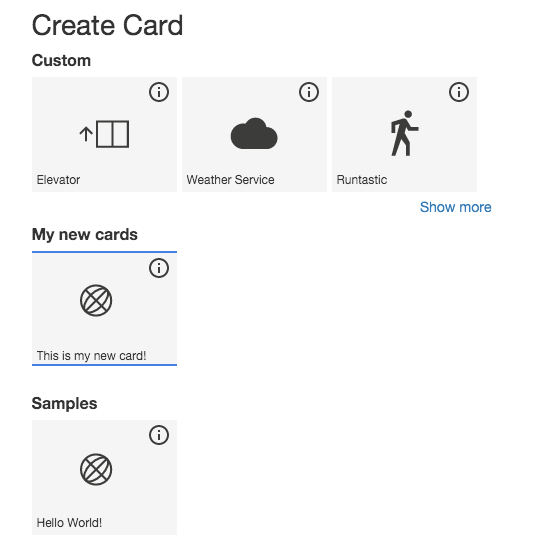 Create Card
Custom
Elevator
Weather Service
Runtastic
Show more
My new cards
This is my new card!
Samples
Hello World!